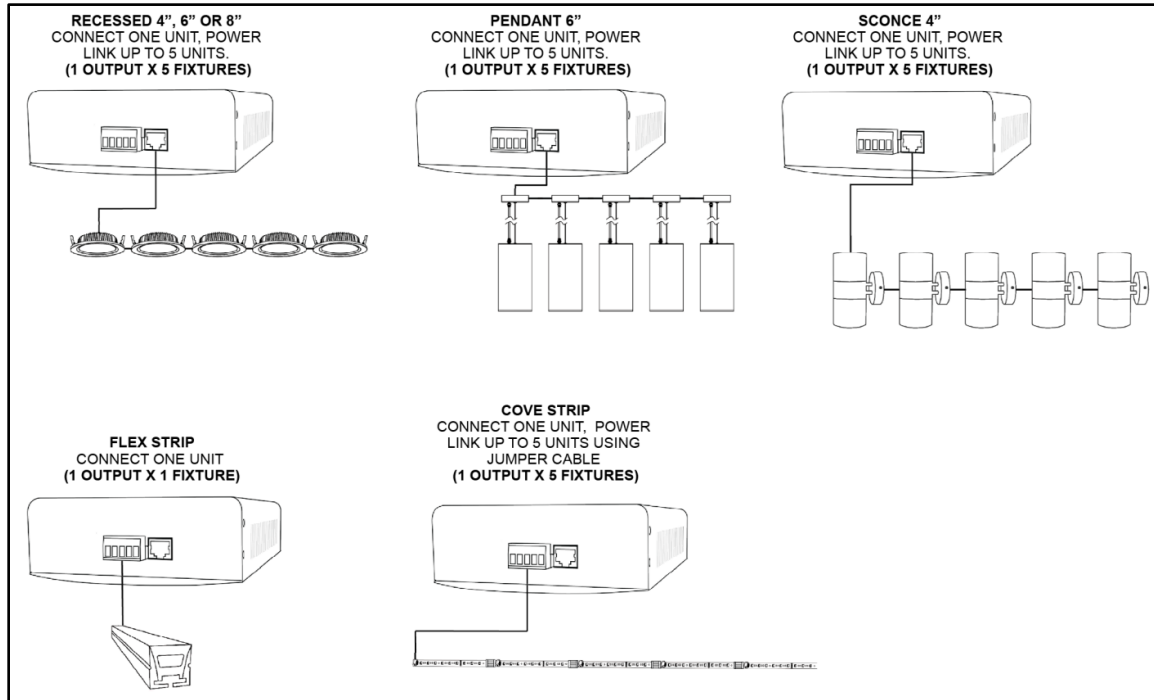 RECESSED 4”, 6” OR 8”
CONNECT ONE UNIT, POWER
LINK UP TO 5 UNITS.
(1 OUTPUT X 5 FIXTURES)
PENDANT 6”
CONNECT ONE UNIT, POWER
LINK UP TO 5 UNITS.
(1 OUTPUT X 5 FIXTURES)
SCONCE 4”
CONNECT ONE UNIT, POWER
LINK UP TO 5 UNITS.
(1 OUTPUT X 5 FIXTURES)
FLEX STRIP
CONNECT ONE UNIT
(1 OUTPUT X 1 FIXTURE)
COVE STRIP
CONNECT ONE UNIT, POWER
LINK UP TO 5 UNITS USING
JUMPER CABLE
(1 OUTPUT X 5 FIXTURES)